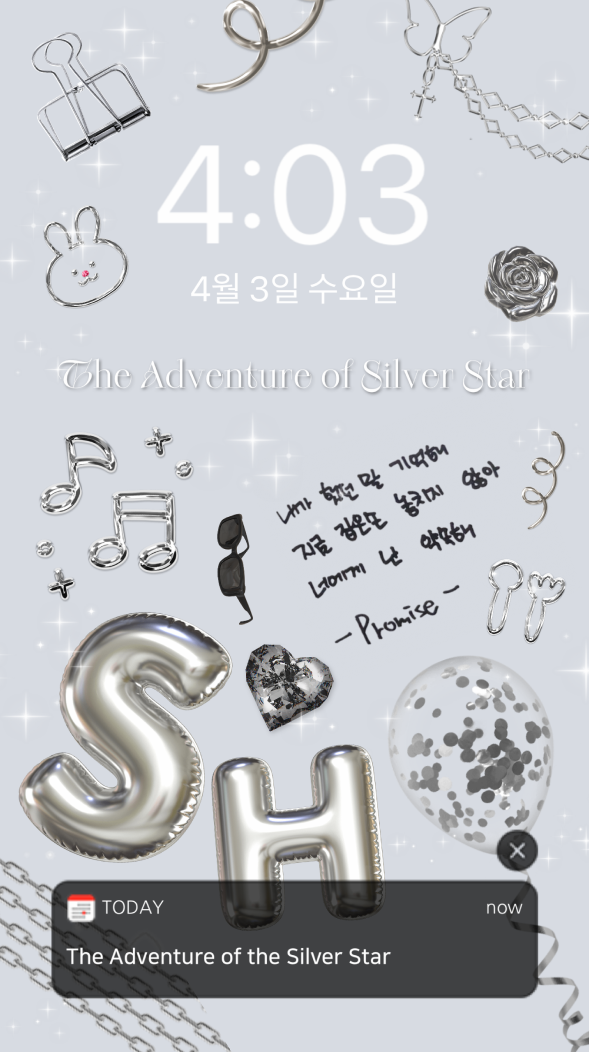 4:03
4월 3일 수요일
The Adventure of Silver Star
내가 했던 말 기억해
지금 잡은손 놓치지 않아
너에게 난 약속해
- Promise -
S
H
TODAY
now
The Adventure of the Silver Star